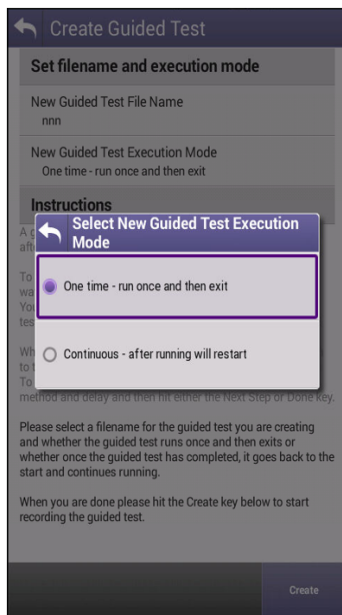 Create Guided Test
Set filename and execution mode
New Guided Test File Name
nnn
New Guided Test Execution Mode
One time - run once and then exit
Instructions
Select New Guided Test Execution
Mode
One time - run once and then exit
Continuous - after running will restart
method and delay and then hit either the Next Step or Done key.
Please select a filename for the guided test you are creating
and whether the guided test runs once and then exits or
whether once the guided test has completed, it goes back to the
start and continues running.
When you are done please hit the Create key below to start
recording the guided test.
Create